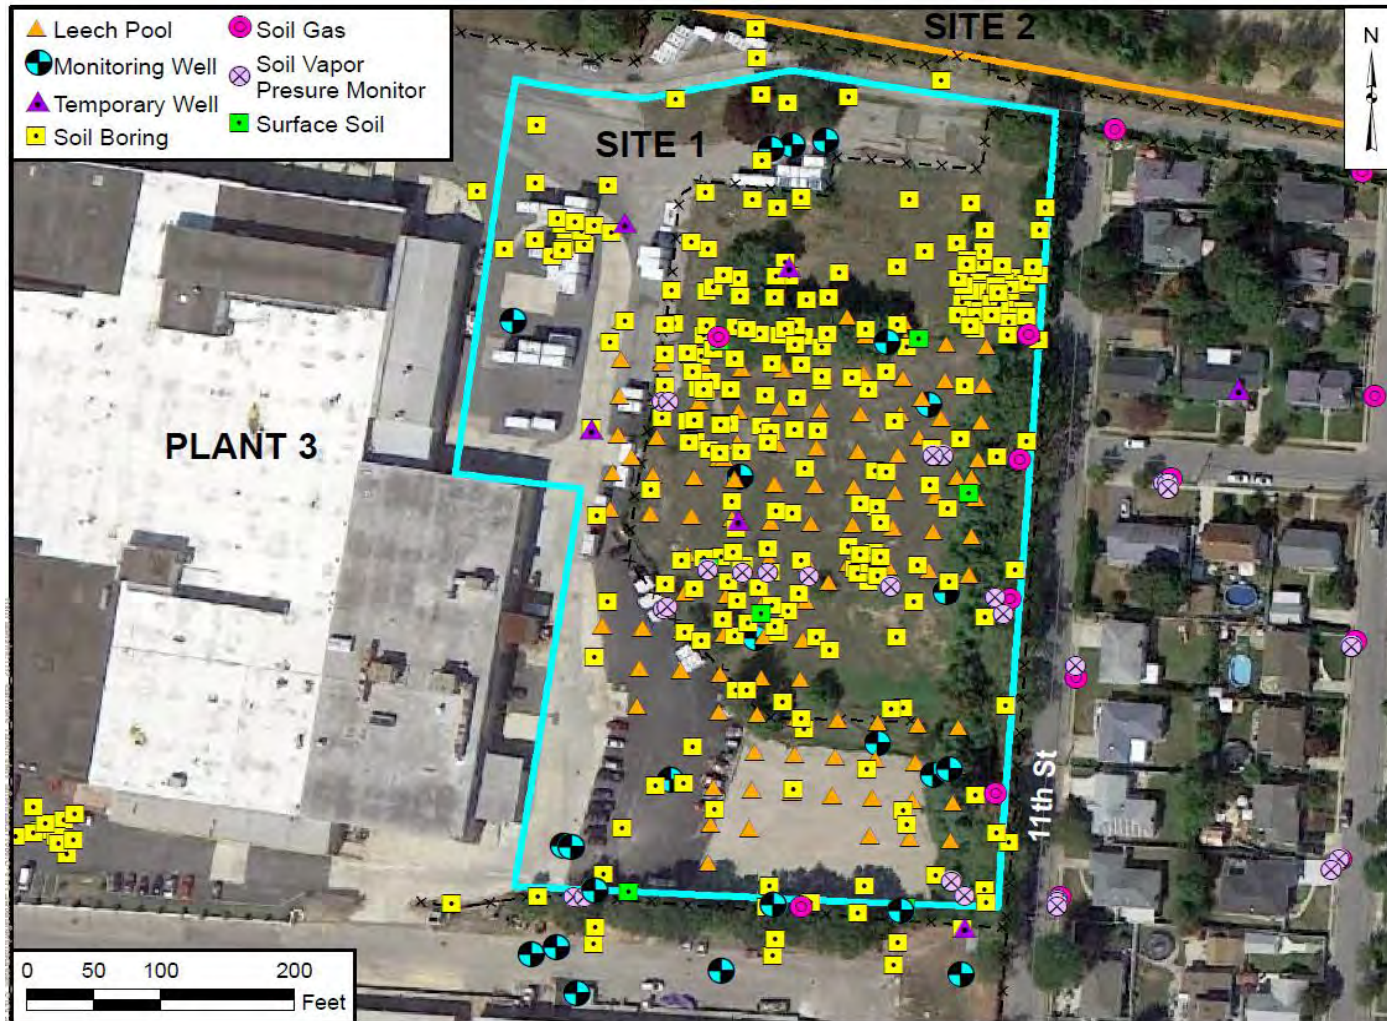 Leech Pool
Monitoring Well
Temporary Well
Soil Boring
Soil Gas
Soil Vapor
Presure Monitor
Surface Soil
SITE 2
N
SITE 1
PLANT 3
11th St
0 50 100 200
Feet